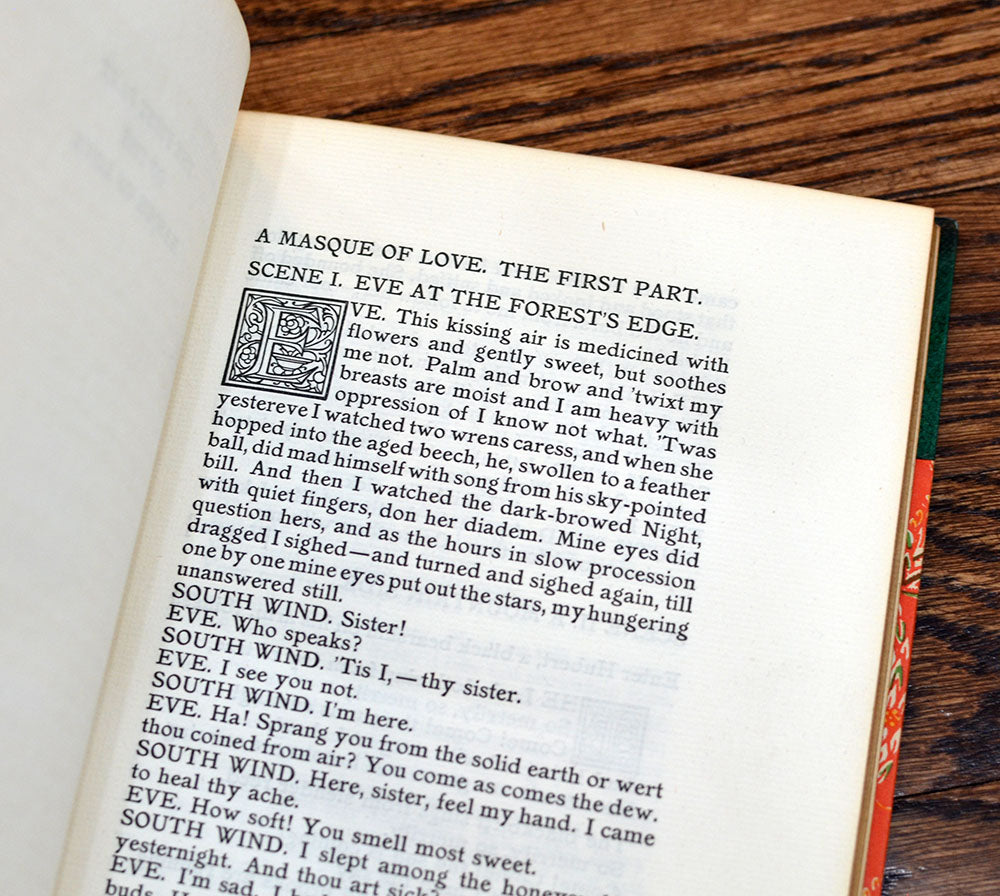 A MASQUE OF LOVE. THE FIRST PART.
SCENE I. EVE AT THE FOREST'S EDGE.
EVE. This kissing air is medicined with
flowers and gently sweet, but soothes
me not. Palm and brow and 'twixt my
breasts are moist and I am heavy with
oppression of I know not what. 'Twas
yestereve I watched two wrens caress, and when she
hopped into the aged beech, he, swollen to a feather
ball, did mad himself with song from his sky-pointed
bill. And then I watched the dark-browed Night,
with quiet fingers, don her diadem. Mine eyes did
question hers, and as the hours in slow procession
dragged I sighed—and turned and sighed again, till
one by one mine eyes put out the stars, my hungering
unanswered still.
SOUTH WIND. Sister!
EVE. Who speaks?
SOUTH WIND. 'Tis I,—thy sister.
EVE. I see you not.
SOUTH WIND. I'm here.
EVE. Ha! Sprang you from the solid earth or wert
thou coined from air? You come as comes the dew.
SOUTH WIND. Here, sister, feel my hand. I came
to heal thy ache.
EVE. How soft! You smell most sweet.
SOUTH WIND. I slept among the
yesternight. And thou art sick?
EVE. I'm sad. I
buds.